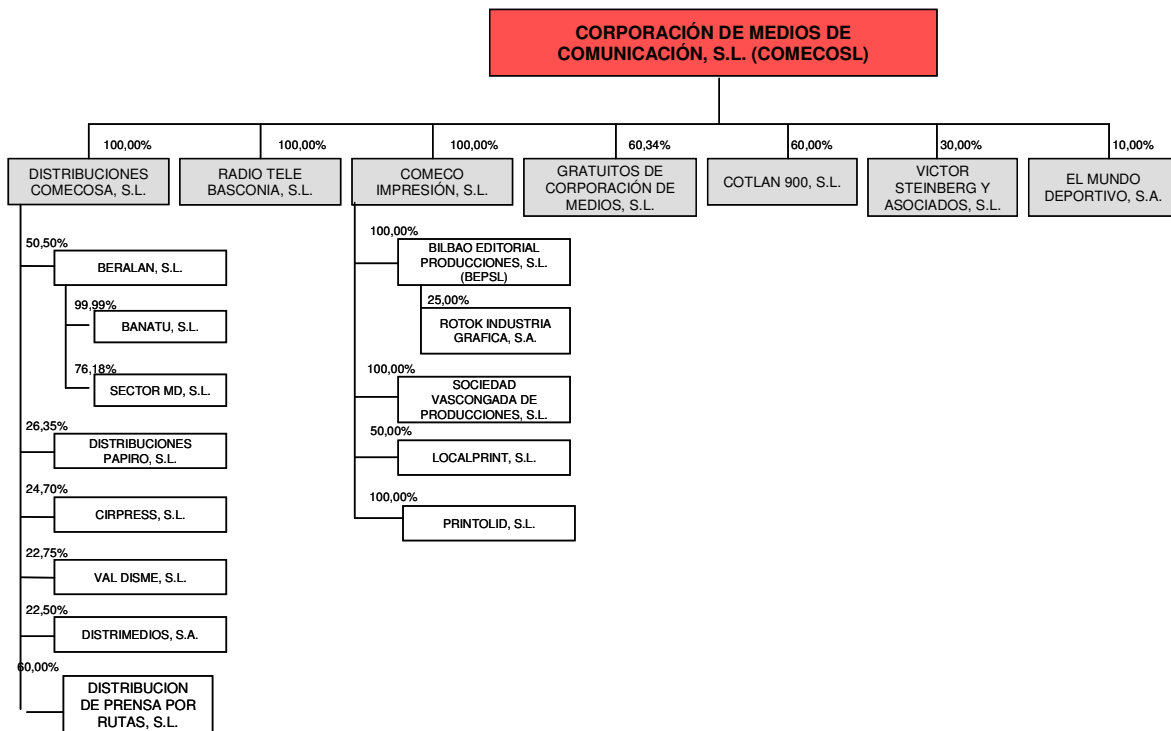 CORPORACIÓN DE MEDIOS DE
COMUNICACIÓN, S.L. (COMECOSL)
100,00%
DISTRIBUCIONES
COMECOSA, S.L.
100,00%
RADIO TELE
BASCONIA, S.L.
100,00%
COMECO
IMPRESIÓN, S.L.
60,34%
GRATUITOS DE
CORPORACIÓN DE
MEDIOS, S.L.
60,00%
COTLAN 900, S.L.
30,00%
VICTOR
STEINBERG Y
ASOCIADOS, S.L.
10,00%
EL MUNDO
DEPORTIVO, S.A.
50,50%
BERALAN, S.L.
99,99%
BANATU, S.L.
76,18%
SECTOR MD, S.L.
26,35%
DISTRIBUCIONES
PAPIRO, S.L.
24,70%
CIRPRESS, S.L.
22,75%
VAL DISME, S.L.
22,50%
DISTRIMEDIOS, S.A.
60,00%
DISTRIBUCION
DE PRENSA POR
RUTAS, S.L.
100,00%
BILBAO EDITORIAL
PRODUCCIONES, S.L.
(BEPSL)
25,00%
ROTOK INDUSTRIA
GRAFICA, S.A.
100,00%
SOCIEDAD
VASCONGADA DE
PRODUCCIONES, S.L.
50,00%
LOCALPRINT, S.L.
100,00%
PRINTOLID, S.L.